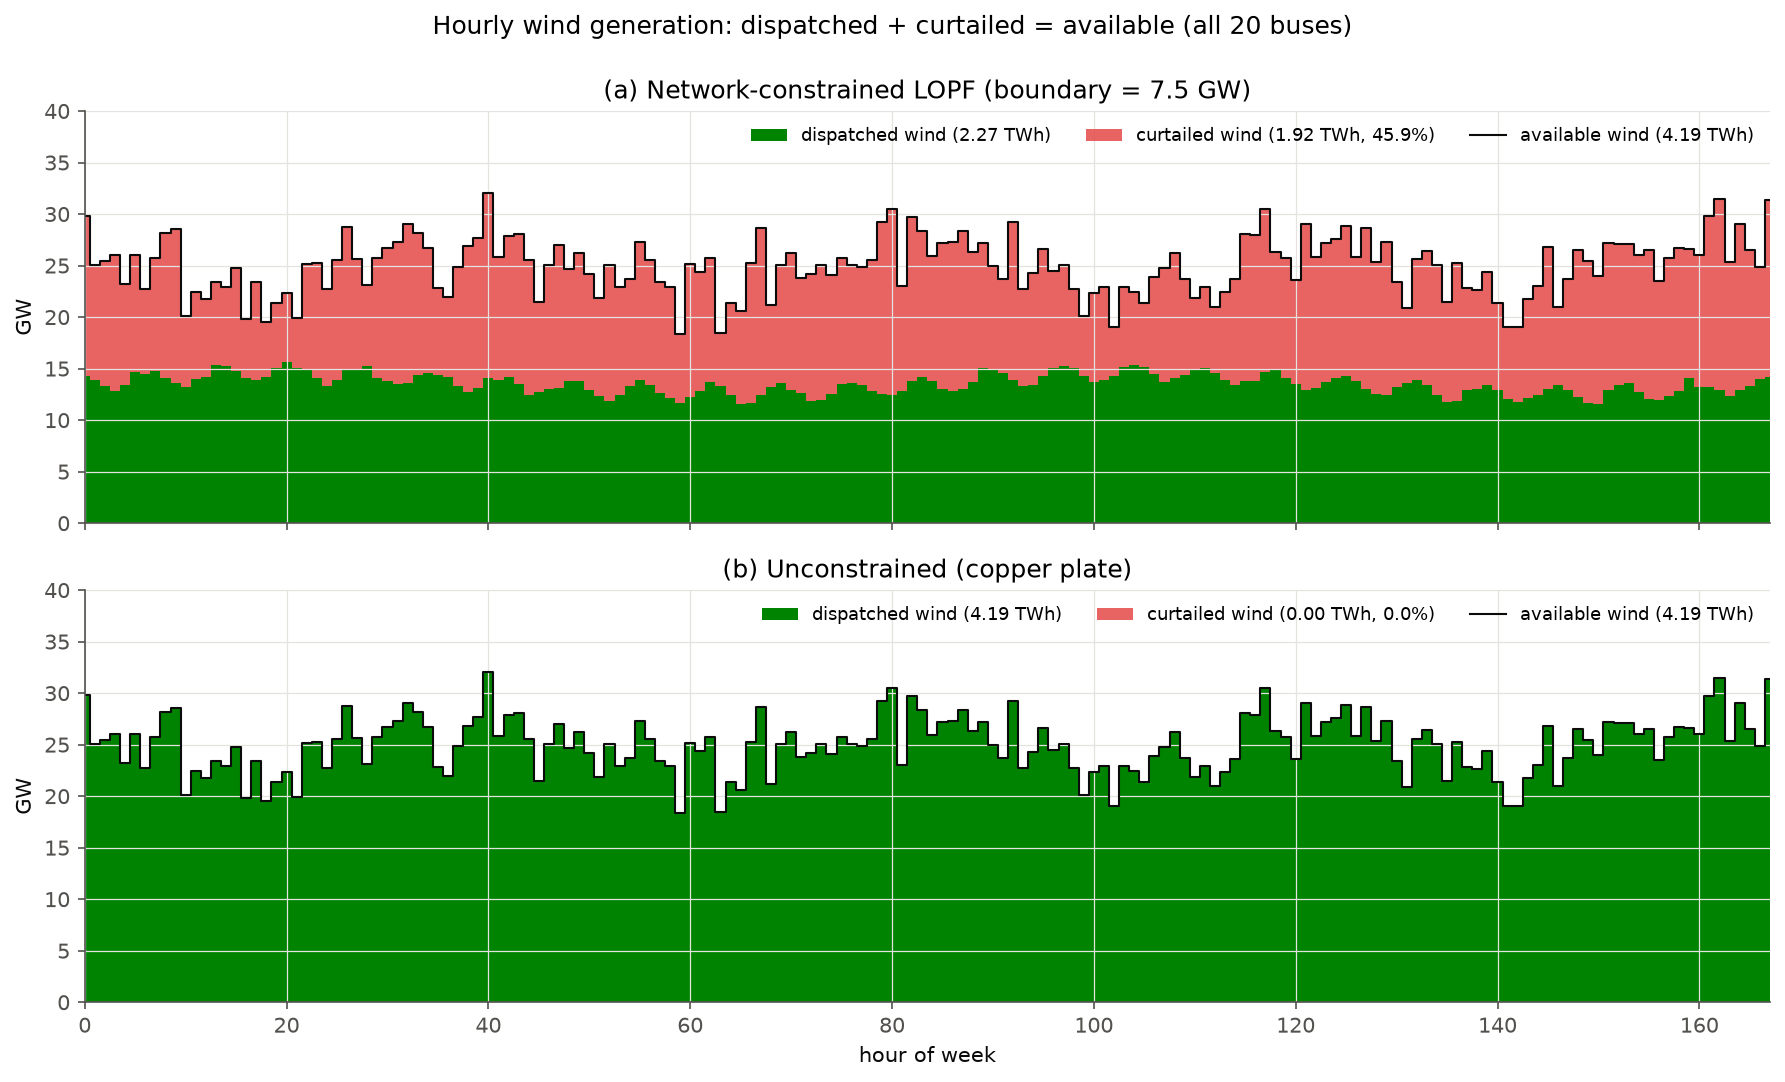 Hourly wind generation: dispatched + curtailed = available (all 20 buses)
(a) Network-constrained LOPF (boundary = 7.5 GW)
dispatched wind (2.27 TWh) curtailed wind (1.92 TWh, 45.9%) available wind (4.19 TWh)
40
35
30
25
20
15
10
5
0
GW
(b) Unconstrained (copper plate)
dispatched wind (4.19 TWh) curtailed wind (0.00 TWh, 0.0%) available wind (4.19 TWh)
40
35
30
25
20
15
10
5
0
GW
0 20 40 60 80 100 120 140 160
hour of week